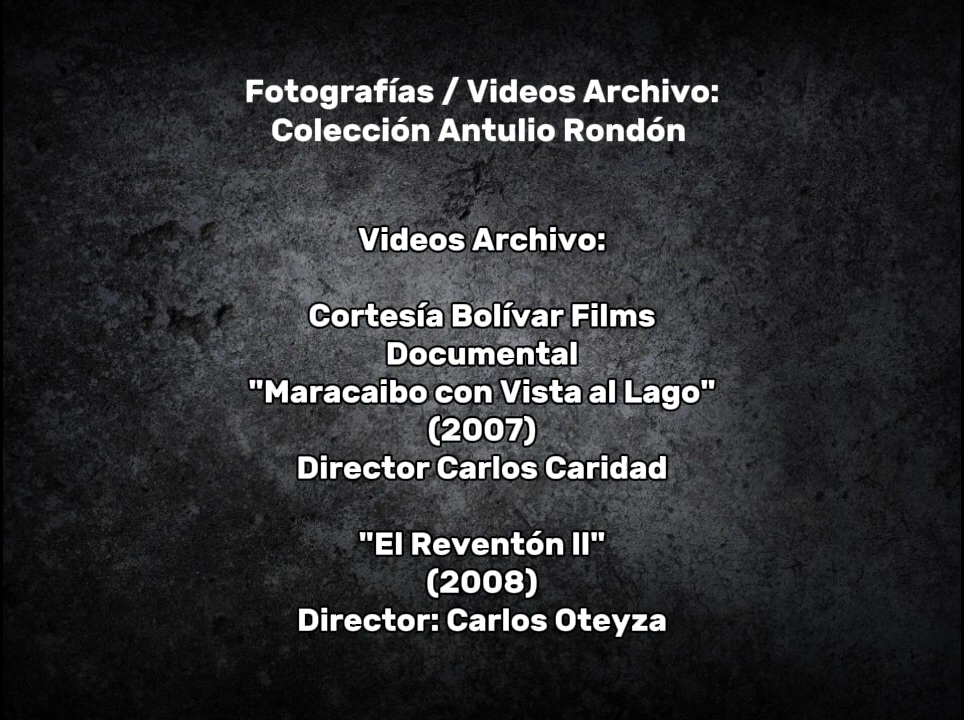 Fotografías / Videos Archivo:
Colección Antulio Rondón
Videos Archivo:
Cortesía Bolívar Films
Documental
"Maracaibo con Vista al Lago"
(2007)
Director Carlos Caridad
"El Reventón II"
(2008)
Director: Carlos Oteyza